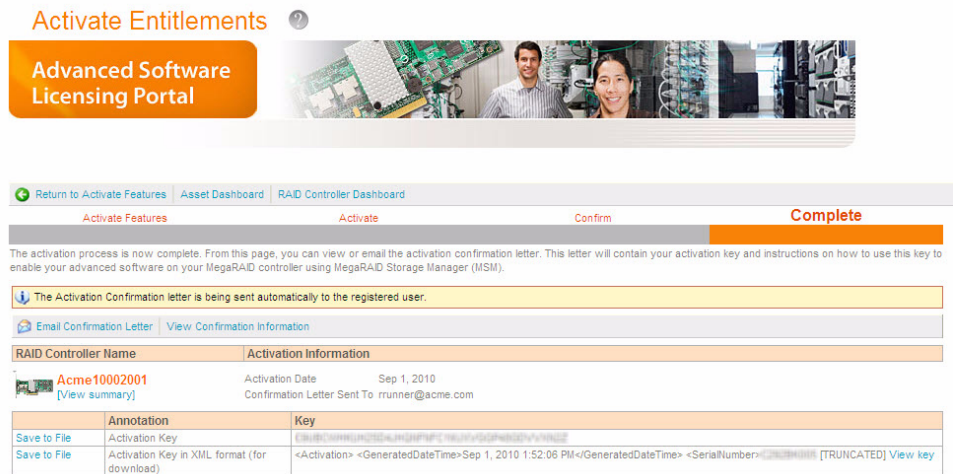 Activate Entitlements ?
Advanced Software
Licensing Portal
Return to Activate Features Asset Dashboard RAID Controller Dashboard
Activate Features Activate Confirm Complete
The activation process is now complete. From this page, you can view or email the activation confirmation letter. This letter will contain your activation key and instructions on how to use this key to
enable your advanced software on your MegaRAID controller using MegaRAID Storage Manager (MSM).
The Activation Confirmation letter is being sent automatically to the registered user.
Email Confirmation Letter View Confirmation Information
RAID Controller Name Activation Information
Acme10002001 Activation Date Sep 1, 2010
[View summary] Confirmation Letter Sent To rrunner@acme.com
Annotation Key
Save to File Activation Key
Save to File Activation Key in XML format (for <Activation> <GeneratedDateTime>Sep 1, 2010 1:52:06 PM</GeneratedDateTime> <SerialNumber> [TRUNCATED] View key
download)